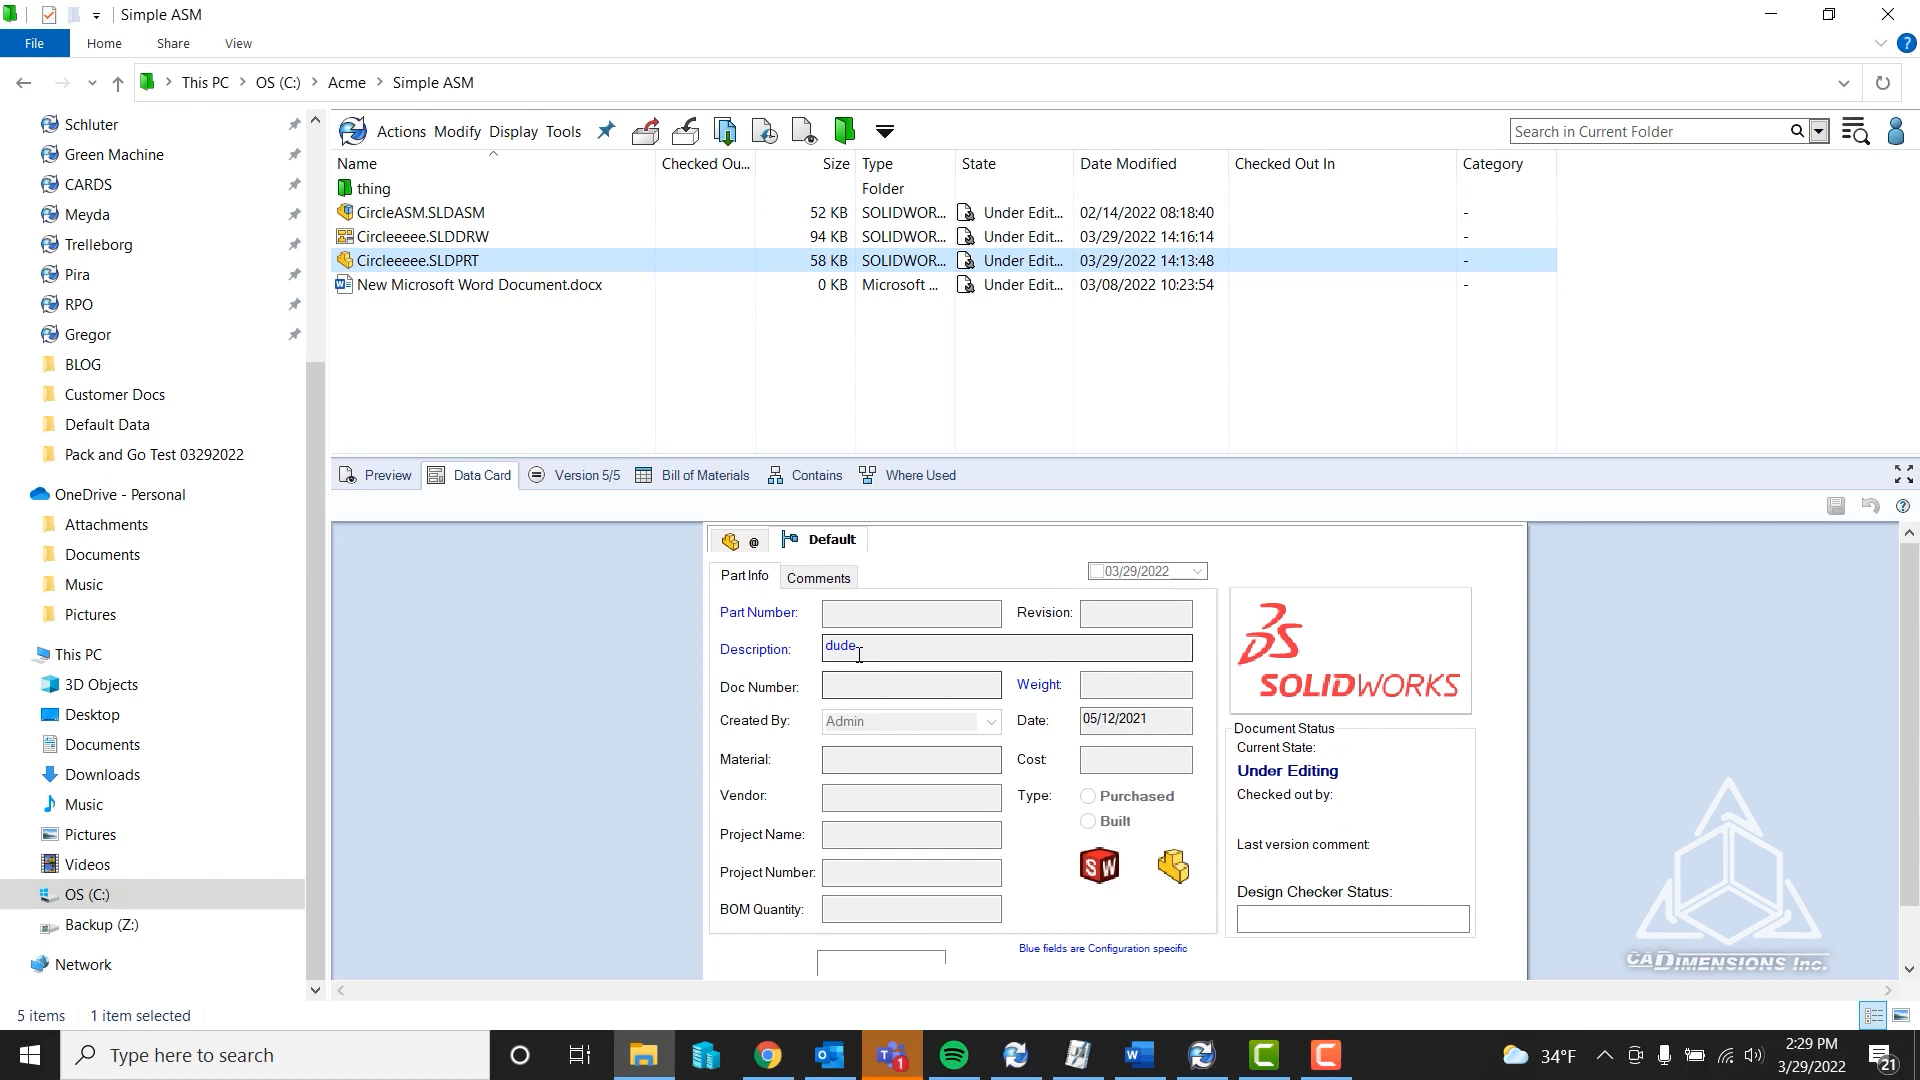 Simple ASM
File Home Share View
This PC OS (C:) Acme Simple ASM
Schluter
Green Machine
CARDS
Meyda
Trelleborg
Pira
RPO
Gregor
BLOG
Customer Docs
Default Data
Pack and Go Test 03292022
OneDrive - Personal
Attachments
Documents
Music
Pictures
This PC
3D Objects
Desktop
Documents
Downloads
Music
Pictures
Videos
OS (C:)
Backup (Z:)
Network
Actions Modify Display Tools
Search in Current Folder
Name Checked Ou... Size Type State Date Modified Checked Out In Category
thing Folder
CircleASM.SLDASM 52 KB SOLIDWOR... Under Edit... 02/14/2022 08:18:40 -
Circleeeee.SLDDRW 94 KB SOLIDWOR... Under Edit... 03/29/2022 14:16:14 -
Circleeeee.SLDPRT 58 KB SOLIDWOR... Under Edit... 03/29/2022 14:13:48 -
New Microsoft Word Document.docx 0 KB Microsoft ... Under Edit... 03/08/2022 10:23:54 -
Preview Data Card Version 5/5 Bill of Materials Contains Where Used
@ Default
Part Info Comments 03/29/2022
Part Number: Revision:
Description: dude
Doc Number: Weight:
Created By: Admin Date: 05/12/2021
Material: Cost:
Vendor: Type: Purchased
Built
Project Name:
Project Number:
BOM Quantity:
SW
Blue fields are Configuration specific
DS
SOLIDWORKS
Document Status
Current State:
Under Editing
Checked out by:
Last version comment:
Design Checker Status:
CADIMENSIONS Inc.
5 items 1 item selected
Type here to search
1
34°F
2:29 PM
3/29/2022
21